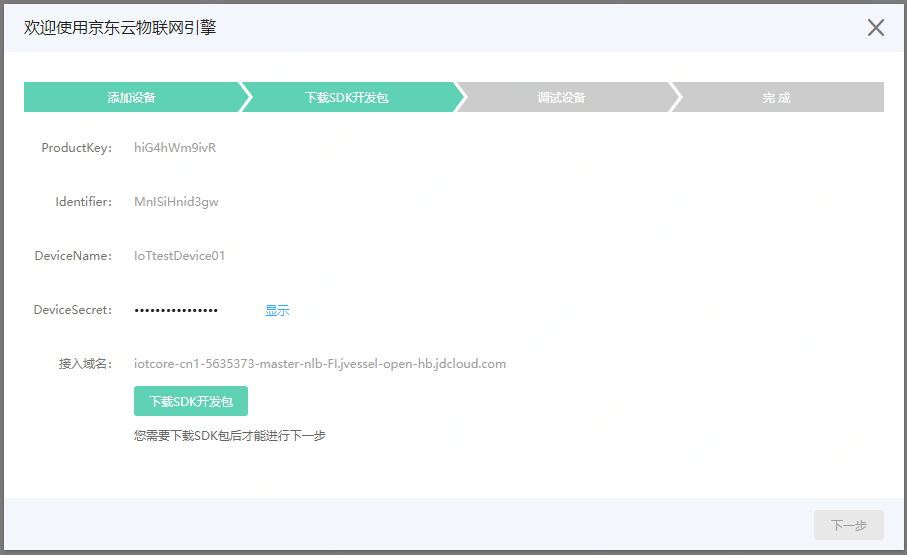 欢迎使用京东云物联网引擎
添加设备 下载SDK开发包 调试设备 完 成
ProductKey: hiG4hWm9ivR
Identifier: MnISiHnid3gw
DeviceName: IoTtestDevice01
DeviceSecret: •••••••••••••••• 显示
接入域名: iotcore-cn1-5635373-master-nlb-FI.jvessel-open-hb.jdcloud.com
下载SDK开发包
您需要下载SDK包后才能进行下一步
下一步